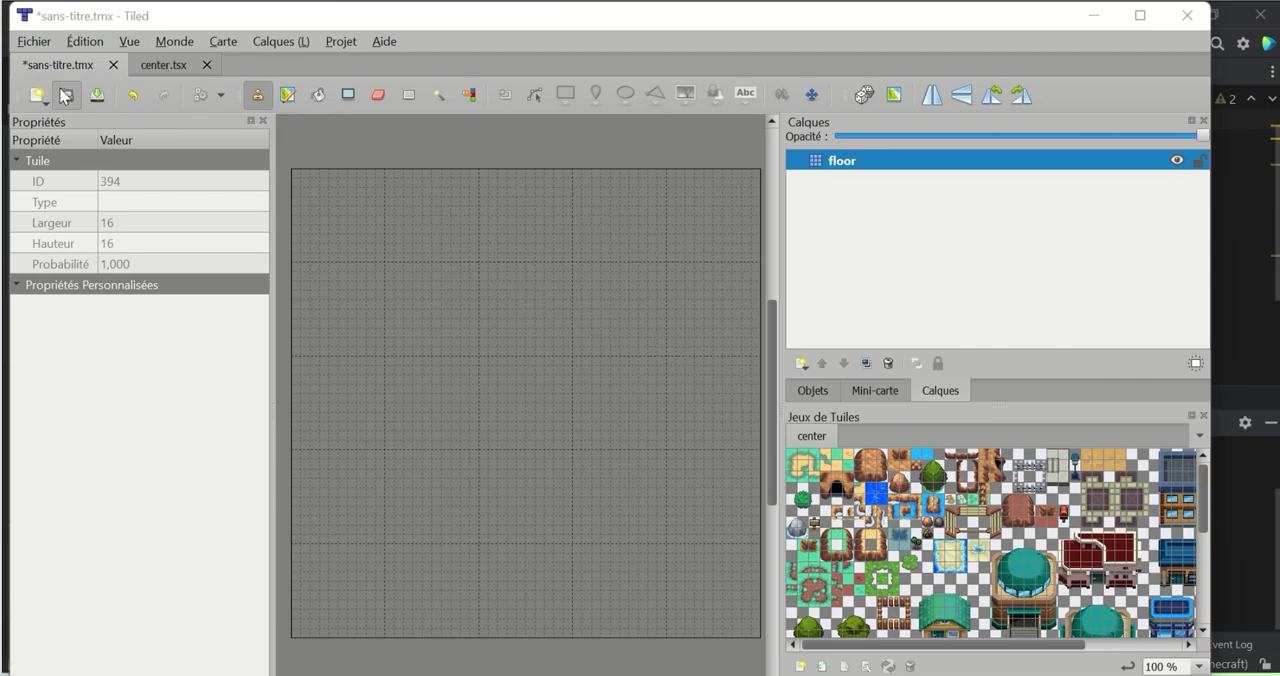 *sans-titre.tmx - Tiled
Fichier Édition Vue Monde Carte Calques (L) Projet Aide
*sans-titre.tmx center.tsx
Abc
2
Propriétés
Propriété Valeur
Tuile
ID 394
Type
Largeur 16
Hauteur 16
Probabilité 1,000
Propriétés Personnalisées
Calques
Opacité :
floor
Objets Mini-carte Calques
Jeux de Tuiles
center
100 %
vent Log
necraft)